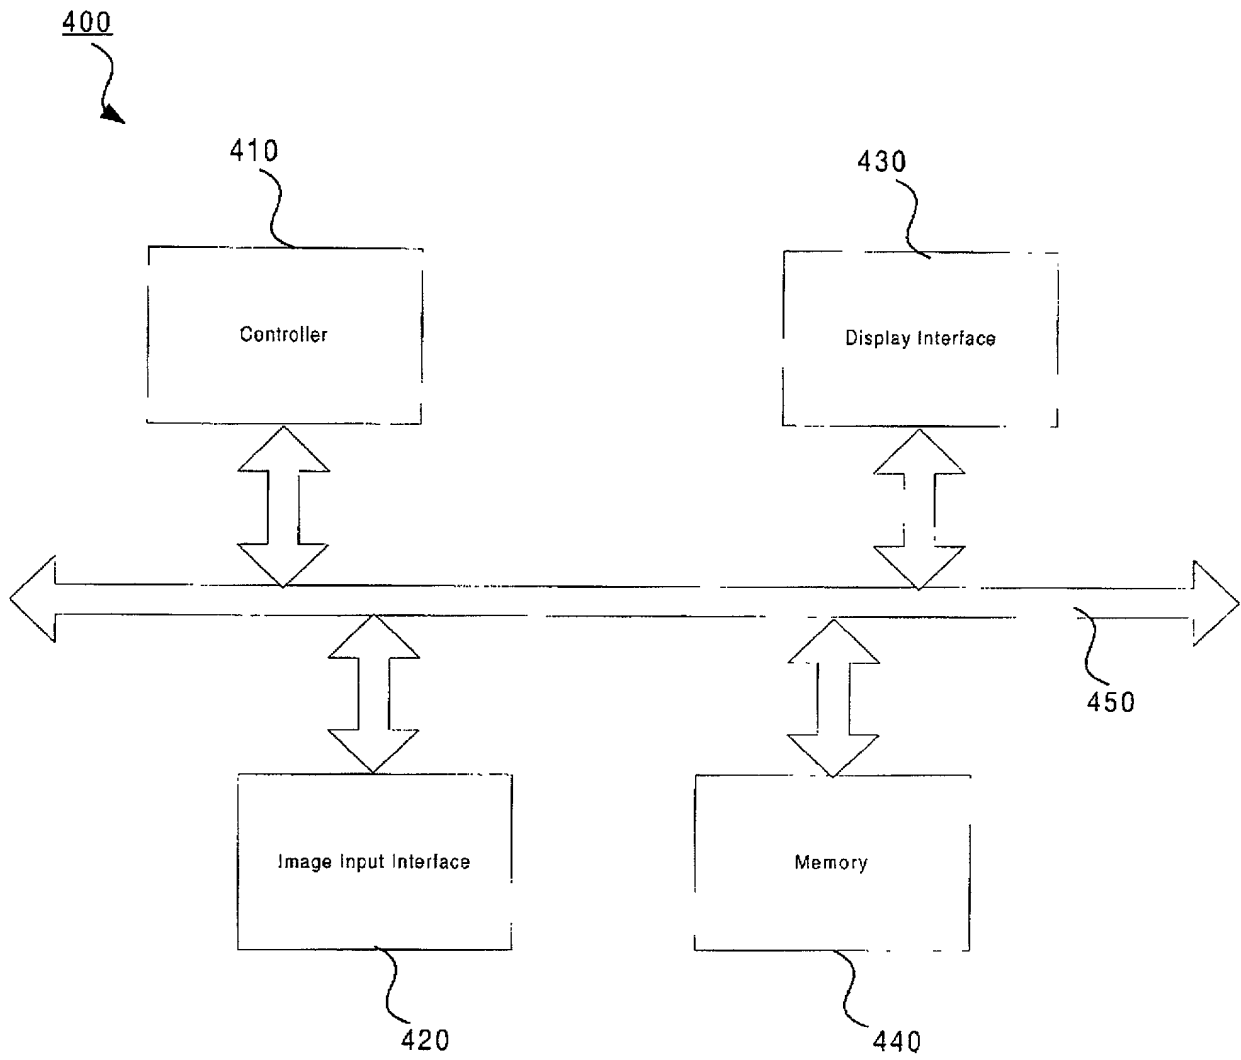 400
410
430
Controller
Display Interface
450
Image Input Interface
Memory
420
440